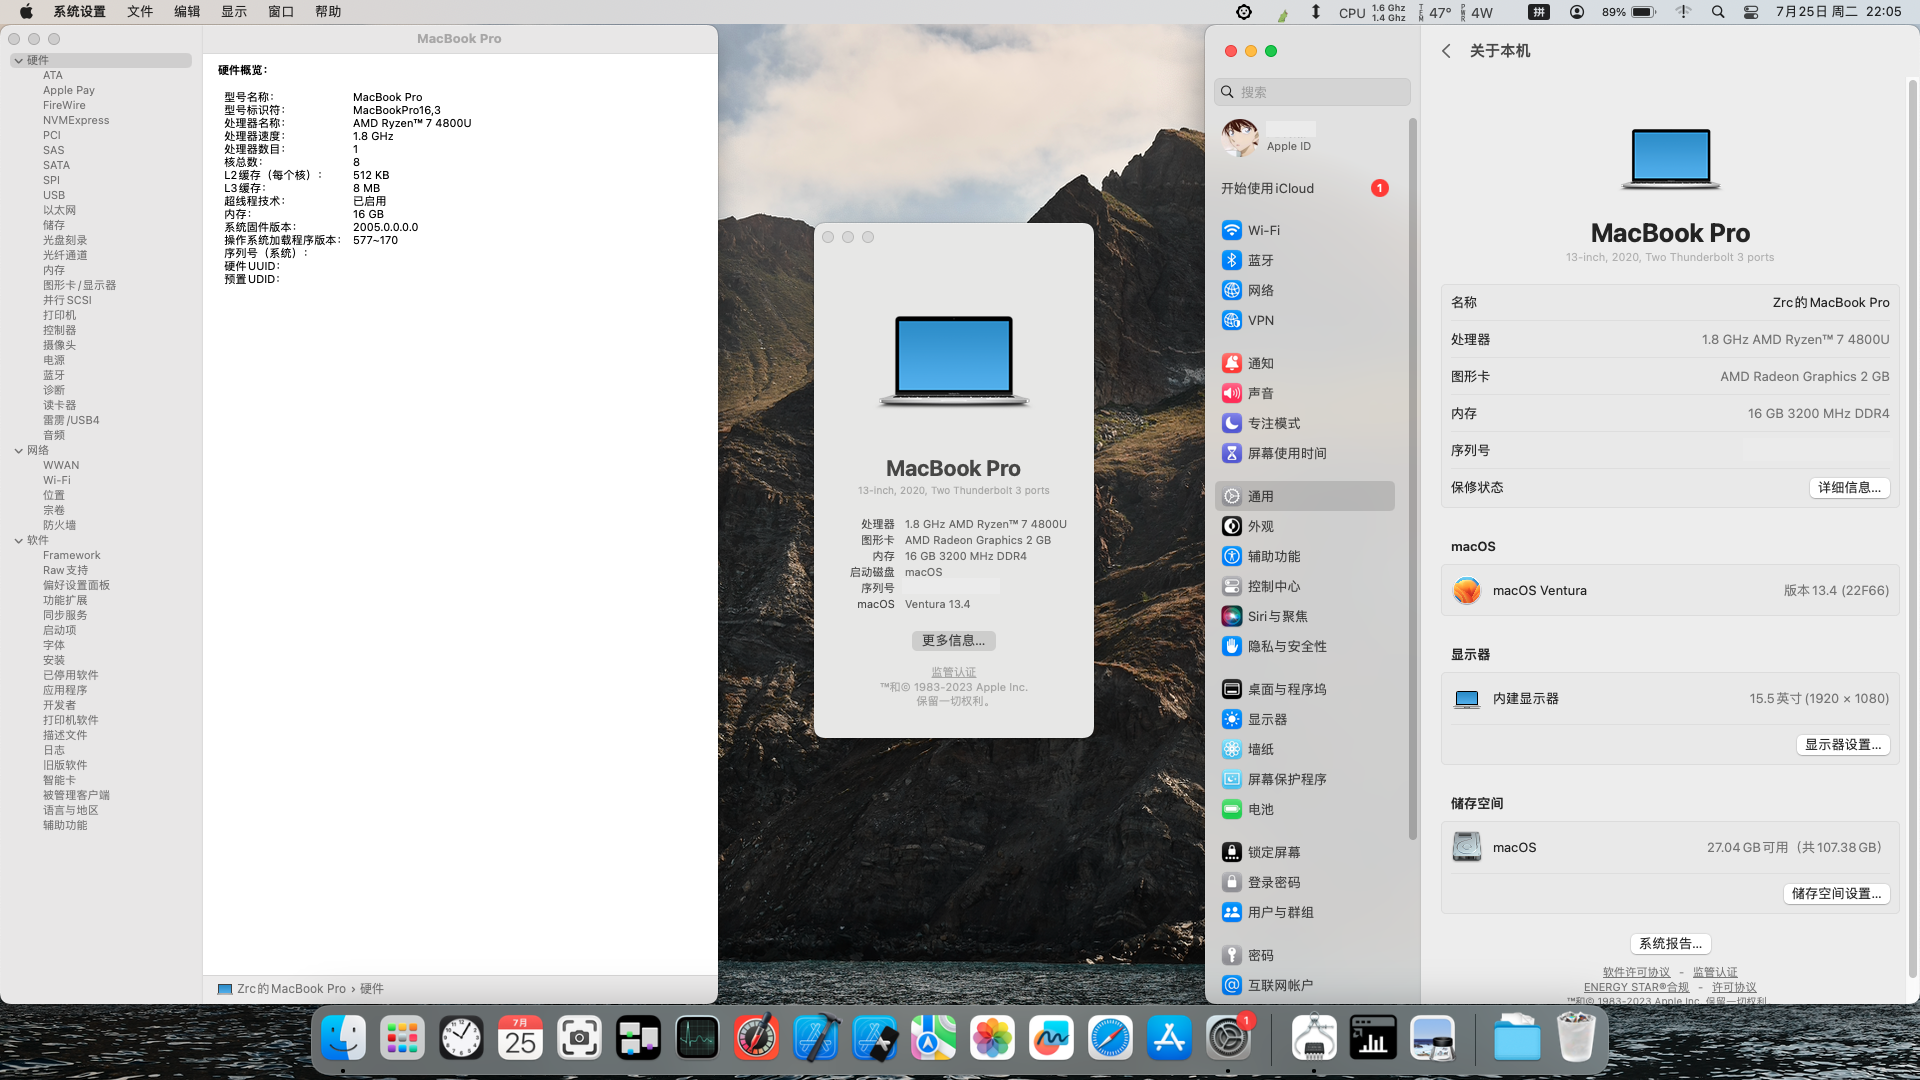 系统设置 文件 编辑 显示 窗口 帮助
CPU 1.6 Ghz 1.4 Ghz TEM 47° PWR 4W 拼 89% 7月25日 周二 22:05
MacBook Pro
硬件
ATA
Apple Pay
FireWire
NVMExpress
PCI
SAS
SATA
SPI
USB
以太网
储存
光盘刻录
光纤通道
内存
图形卡/显示器
并行SCSI
打印机
控制器
摄像头
电源
蓝牙
诊断
读卡器
雷雳/USB4
音频
网络
WWAN
Wi-Fi
位置
宗卷
防火墙
软件
Framework
Raw支持
偏好设置面板
功能扩展
同步服务
启动项
字体
安装
已停用软件
应用程序
开发者
打印机软件
描述文件
日志
旧版软件
智能卡
被管理客户端
语言与地区
辅助功能
硬件概览:
型号名称: MacBook Pro
型号标识符: MacBookPro16,3
处理器名称: AMD Ryzen™ 7 4800U
处理器速度: 1.8 GHz
处理器数目: 1
核总数: 8
L2缓存（每个核）: 512 KB
L3缓存: 8 MB
超线程技术: 已启用
内存: 16 GB
系统固件版本: 2005.0.0.0.0
操作系统加载程序版本: 577~170
序列号（系统）:
硬件UUID:
预置UDID:
Zrc的MacBook Pro › 硬件
MacBook Pro
13-inch, 2020, Two Thunderbolt 3 ports
处理器 1.8 GHz AMD Ryzen™ 7 4800U
图形卡 AMD Radeon Graphics 2 GB
内存 16 GB 3200 MHz DDR4
启动磁盘 macOS
序列号
macOS Ventura 13.4
更多信息...
监管认证
™和© 1983-2023 Apple Inc.
保留一切权利。
搜索
Apple ID
开始使用iCloud 1
Wi-Fi
蓝牙
网络
VPN
通知
声音
专注模式
屏幕使用时间
通用
外观
辅助功能
控制中心
Siri与聚焦
隐私与安全性
桌面与程序坞
显示器
墙纸
屏幕保护程序
电池
锁定屏幕
登录密码
用户与群组
密码
互联网帐户
关于本机
MacBook Pro
13-inch, 2020, Two Thunderbolt 3 ports
名称 Zrc的MacBook Pro
处理器 1.8 GHz AMD Ryzen™ 7 4800U
图形卡 AMD Radeon Graphics 2 GB
内存 16 GB 3200 MHz DDR4
序列号
保修状态 详细信息...
macOS
macOS Ventura 版本13.4 (22F66)
显示器
内建显示器 15.5英寸 (1920 × 1080)
显示器设置...
储存空间
macOS 27.04 GB可用（共107.38 GB）
储存空间设置...
系统报告...
软件许可协议 - 监管认证
ENERGY STAR®合规 - 许可协议
™和© 1983-2023 Apple Inc. 保留一切权利。
7月
25
1